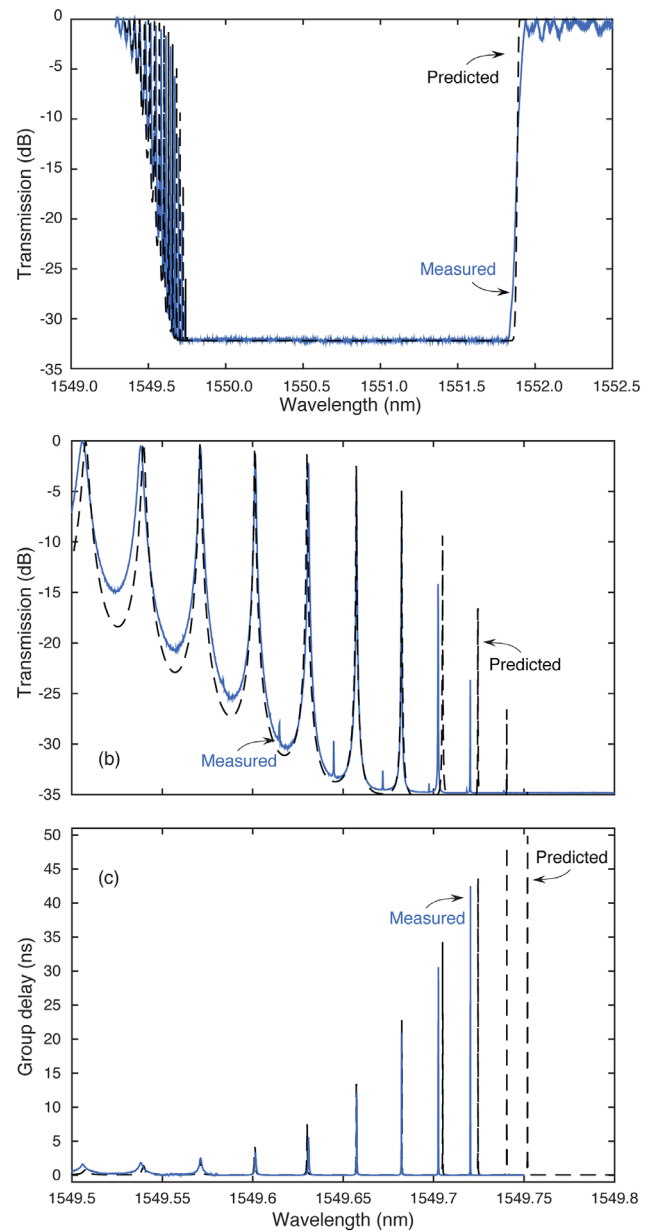 0
-5
-10
-15
-20
-25
-30
-35
Transmission (dB)
Predicted
Measured
1549.0 1549.5 1550.0 1550.5 1551.0 1551.5 1552.0 1552.5
Wavelength (nm)
0
-5
-10
-15
-20
-25
-30
-35
Transmission (dB)
Predicted
Measured
(b)
50
45
40
35
30
25
20
15
10
5
0
Group delay (ns)
(c)
Predicted
Measured
1549.5 1549.55 1549.6 1549.65 1549.7 1549.75 1549.8
Wavelength (nm)